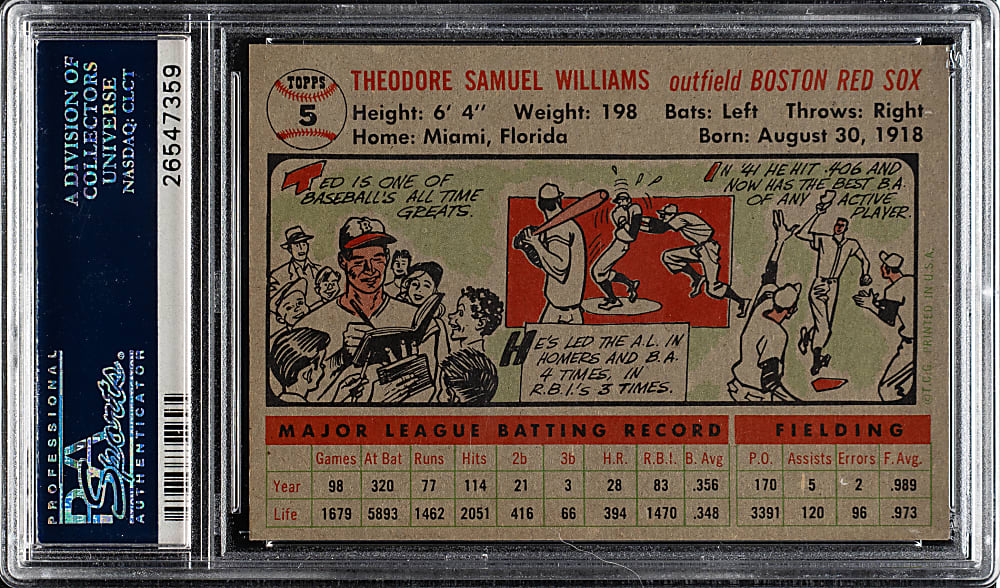 A DIVISION OF
COLLECTORS
UNIVERSE
NASDAQ: CLCT
26547359
PROFESSIONAL
PSA
Sports®
AUTHENTICATOR
TOPPS
5
THEODORE SAMUEL WILLIAMS outfield BOSTON RED SOX
Height: 6' 4" Weight: 198 Bats: Left Throws: Right
Home: Miami, Florida Born: August 30, 1918
TED IS ONE OF
BASEBALL'S ALL TIME
GREATS.
B
HE'S LED THE A.L. IN
HOMERS AND B.A.
4 TIMES, IN
R.B.I.'S 3 TIMES.
IN '41 HE HIT .406 AND
NOW HAS THE BEST B.A.
OF ANY ACTIVE
PLAYER.
©T.C.G. PRINTED IN U.S.A.
MAJOR LEAGUE BATTING RECORD FIELDING
Games At Bat Runs Hits 2b 3b H.R. R.B.I. B. Avg P.O. Assists Errors F. Avg.
Year 98 320 77 114 21 3 28 83 .356 170 5 2 .989
Life 1679 5893 1462 2051 416 66 394 1470 .348 3391 120 96 .973